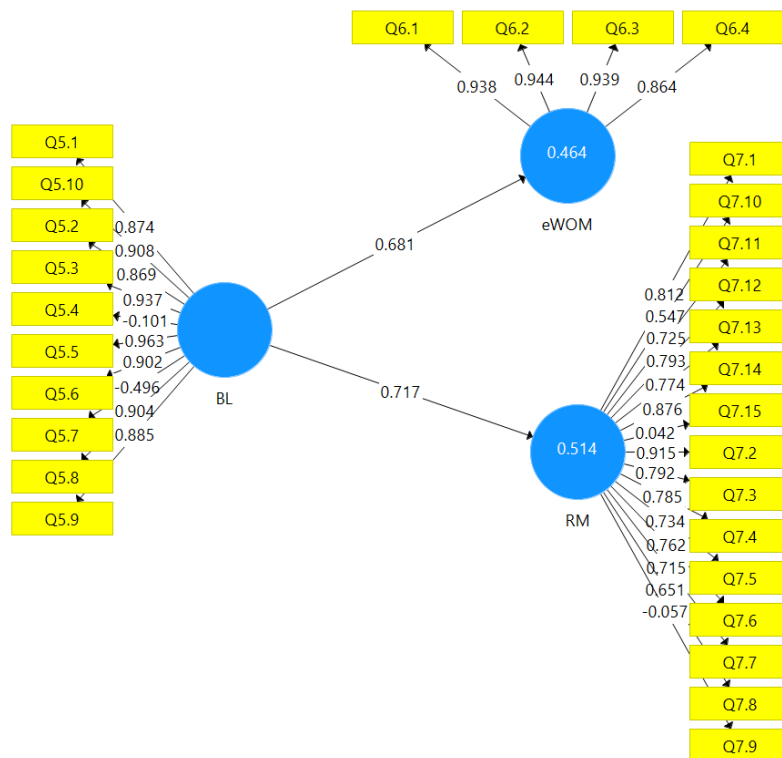 Q6.1
Q6.2
Q6.3
Q6.4
0.938
0.944
0.939
0.864
0.464
eWOM
Q5.1
Q5.10
Q5.2
Q5.3
Q5.4
Q5.5
Q5.6
Q5.7
Q5.8
Q5.9
0.874
0.908
0.869
0.937
-0.101
0.963
0.902
-0.496
0.904
0.885
BL
0.681
0.717
0.514
RM
0.812
0.547
0.725
0.793
0.774
0.876
0.042
0.915
0.792
0.785
0.734
0.762
0.715
0.651
-0.057
Q7.1
Q7.10
Q7.11
Q7.12
Q7.13
Q7.14
Q7.15
Q7.2
Q7.3
Q7.4
Q7.5
Q7.6
Q7.7
Q7.8
Q7.9